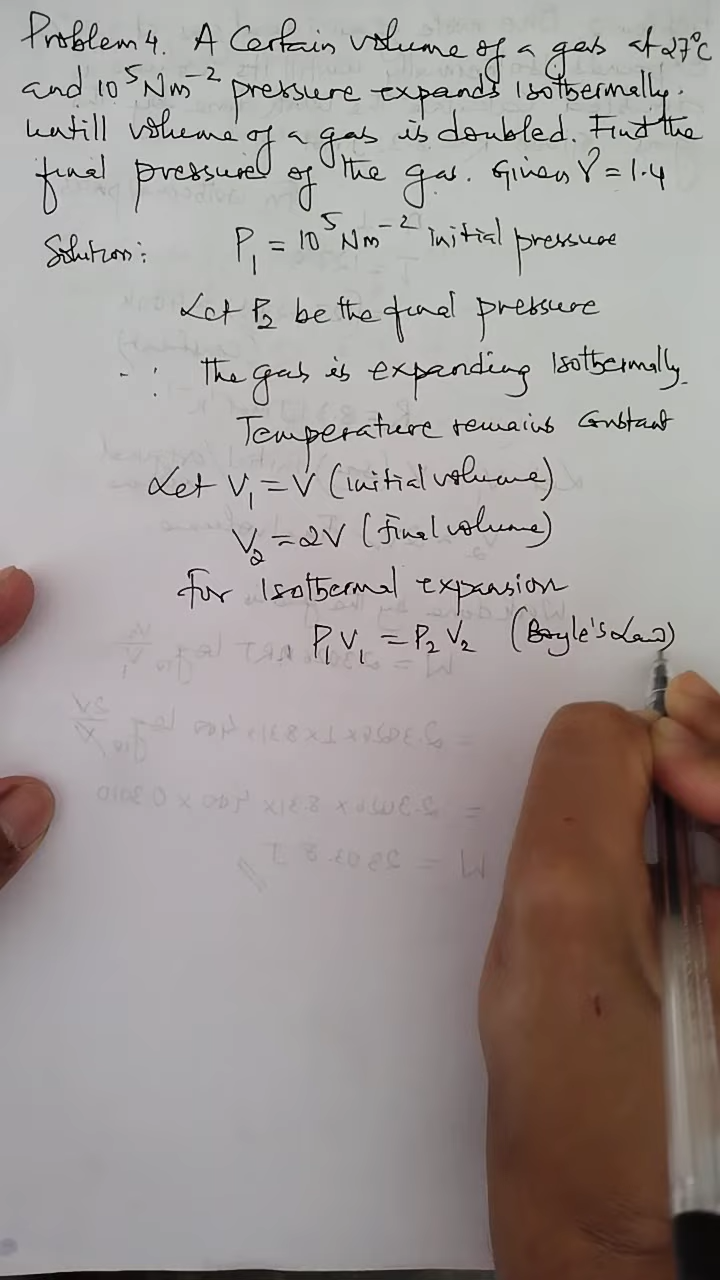 Problem 4. A Certain volume of a gas at 27°C
and 10⁵Nm⁻² pressure expands isothermally.
untill volume of a gas is doubled. Find the
final pressure of the gas. Given γ = 1.4
Solution: P₁ = 10⁵ Nm⁻² initial pressure
Let P₂ be the final pressure
∵ the gas is expanding isothermally.
Temperature remains Constant
Let V₁ = V (initial volume)
V₂ = 2V (final volume)
for Isothermal expansion
P₁V₁ = P₂V₂ (Boyle's Law)